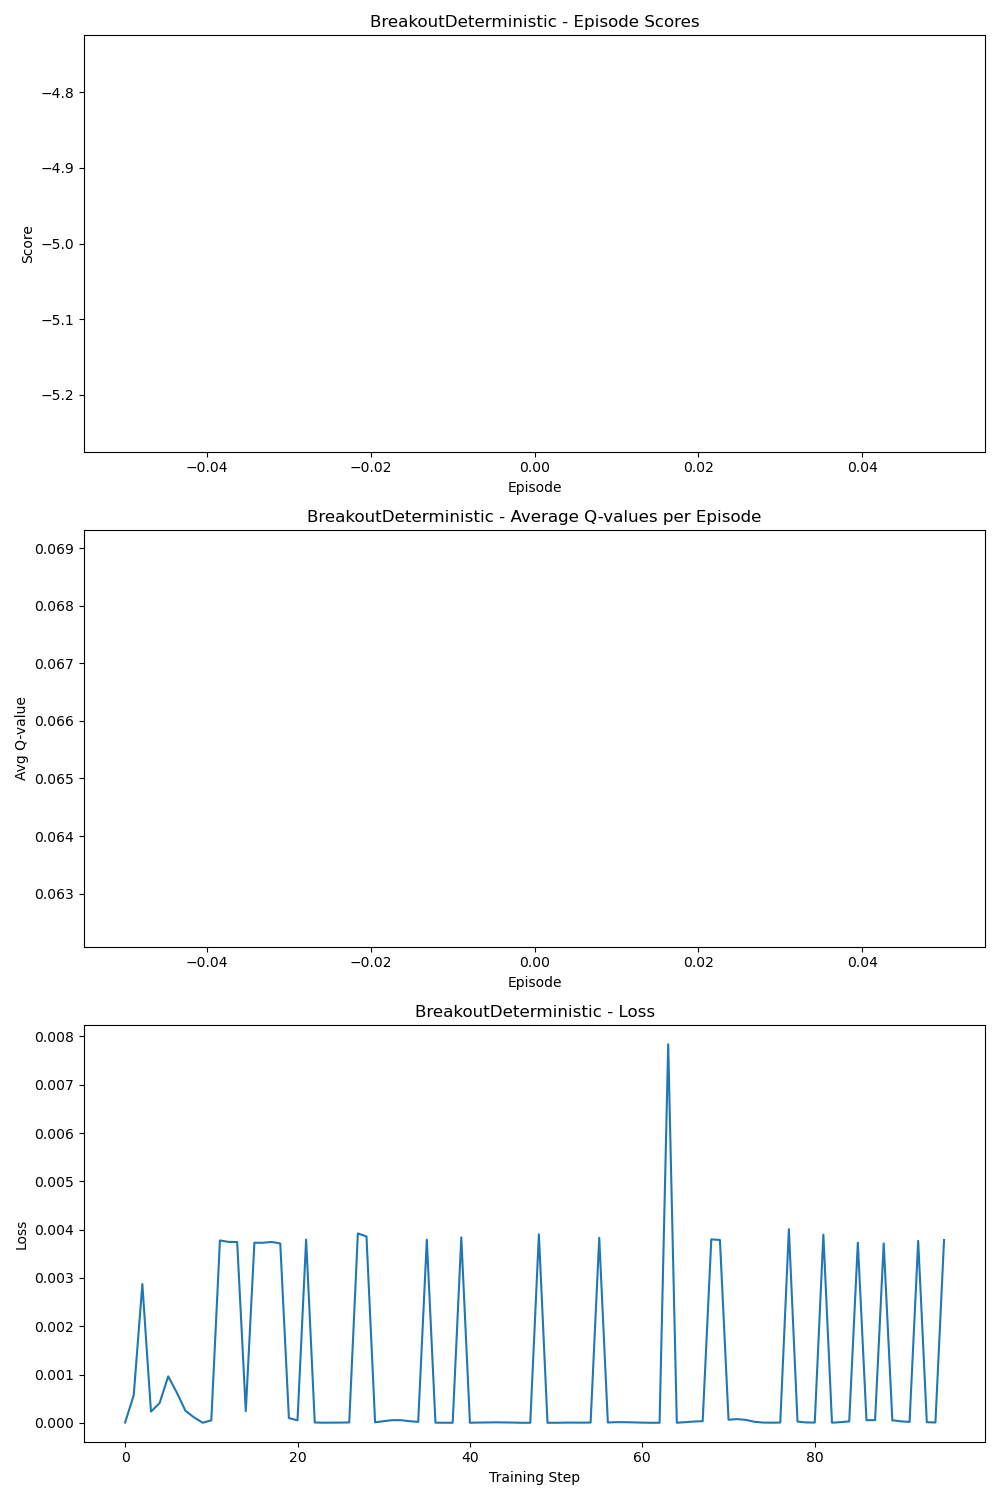 BreakoutDeterministic - Episode Scores
−4.8
−4.9
−5.0
−5.1
−5.2
Score
−0.04 −0.02 0.00 0.02 0.04
Episode
BreakoutDeterministic - Average Q-values per Episode
0.069
0.068
0.067
0.066
0.065
0.064
0.063
Avg Q-value
−0.04 −0.02 0.00 0.02 0.04
Episode
BreakoutDeterministic - Loss
0.008
0.007
0.006
0.005
0.004
0.003
0.002
0.001
0.000
Loss
0 20 40 60 80
Training Step